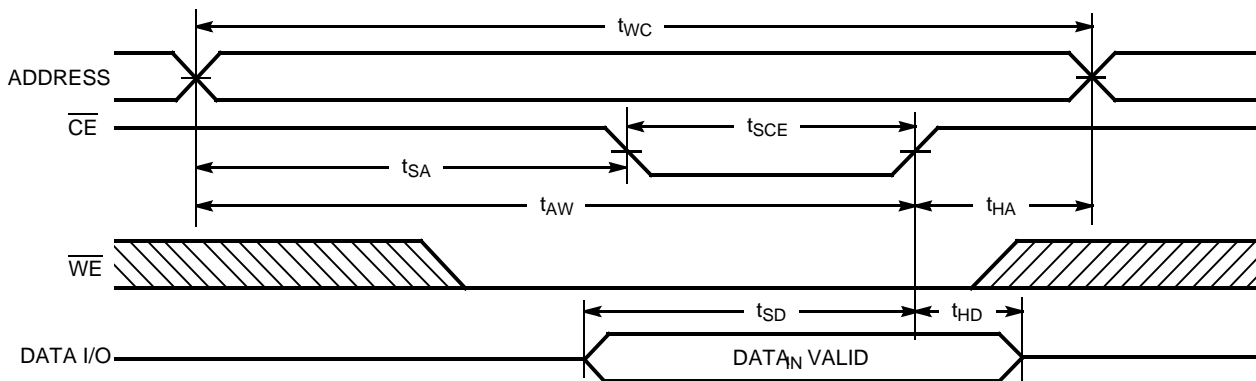 tWC
ADDRESS
CE
tSCE
tSA
tAW
tHA
WE
tSD
tHD
DATA I/O
DATAIN VALID